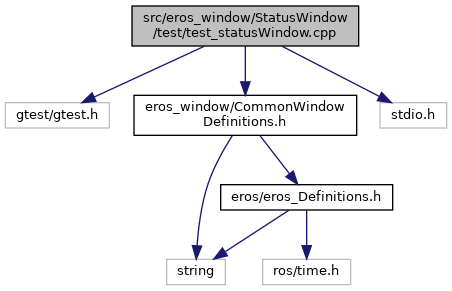 src/eros_window/StatusWindow
/test/test_statusWindow.cpp
gtest/gtest.h
eros_window/CommonWindow
Definitions.h
stdio.h
eros/eros_Definitions.h
string
ros/time.h